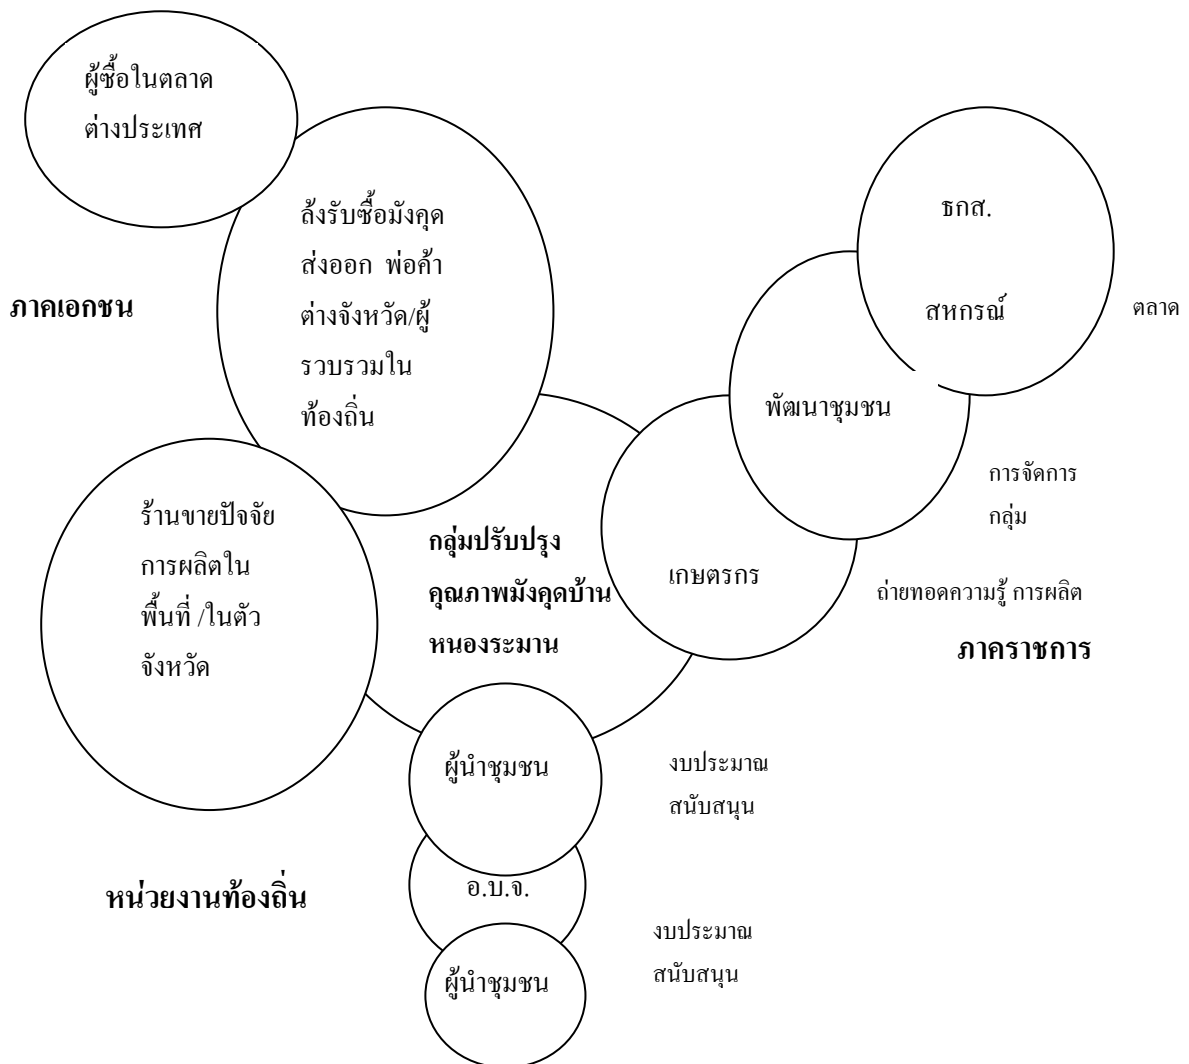 ผู้ซื้อในตลาด
ต่างประเทศ
ล้งรับซื้อมังคุด
ส่งออก พ่อค้า
ต่างจังหวัด/ผู้
รวบรวมใน
ท้องถิ่น
ธกส.
สหกรณ์
ตลาด
ภาคเอกชน
พัฒนาชุมชน
การจัดการ
กลุ่ม
ร้านขายปัจจัย
การผลิตใน
พื้นที่ /ในตัว
จังหวัด
กลุ่มปรับปรุง
คุณภาพมังคุดบ้าน
หนองระมาน
เกษตรกร
ถ่ายทอดความรู้ การผลิต
ภาคราชการ
ผู้นำชุมชน
งบประมาณ
สนับสนุน
หน่วยงานท้องถิ่น
อ.บ.จ.
งบประมาณ
สนับสนุน
ผู้นำชุมชน